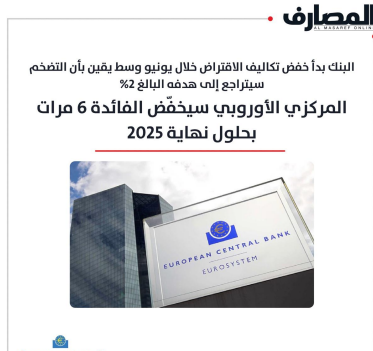 المصارف
AL MASAREF ONLINE
البنك بدأ خفض تكاليف الاقتراض خلال يونيو وسط يقين بأن التضخم
سيتراجع إلى هدفه البالغ 2%
المركزي الأوروبي سيخفّض الفائدة 6 مرات
بحلول نهاية 2025
EUROPEAN CENTRAL BANK
EUROSYSTEM